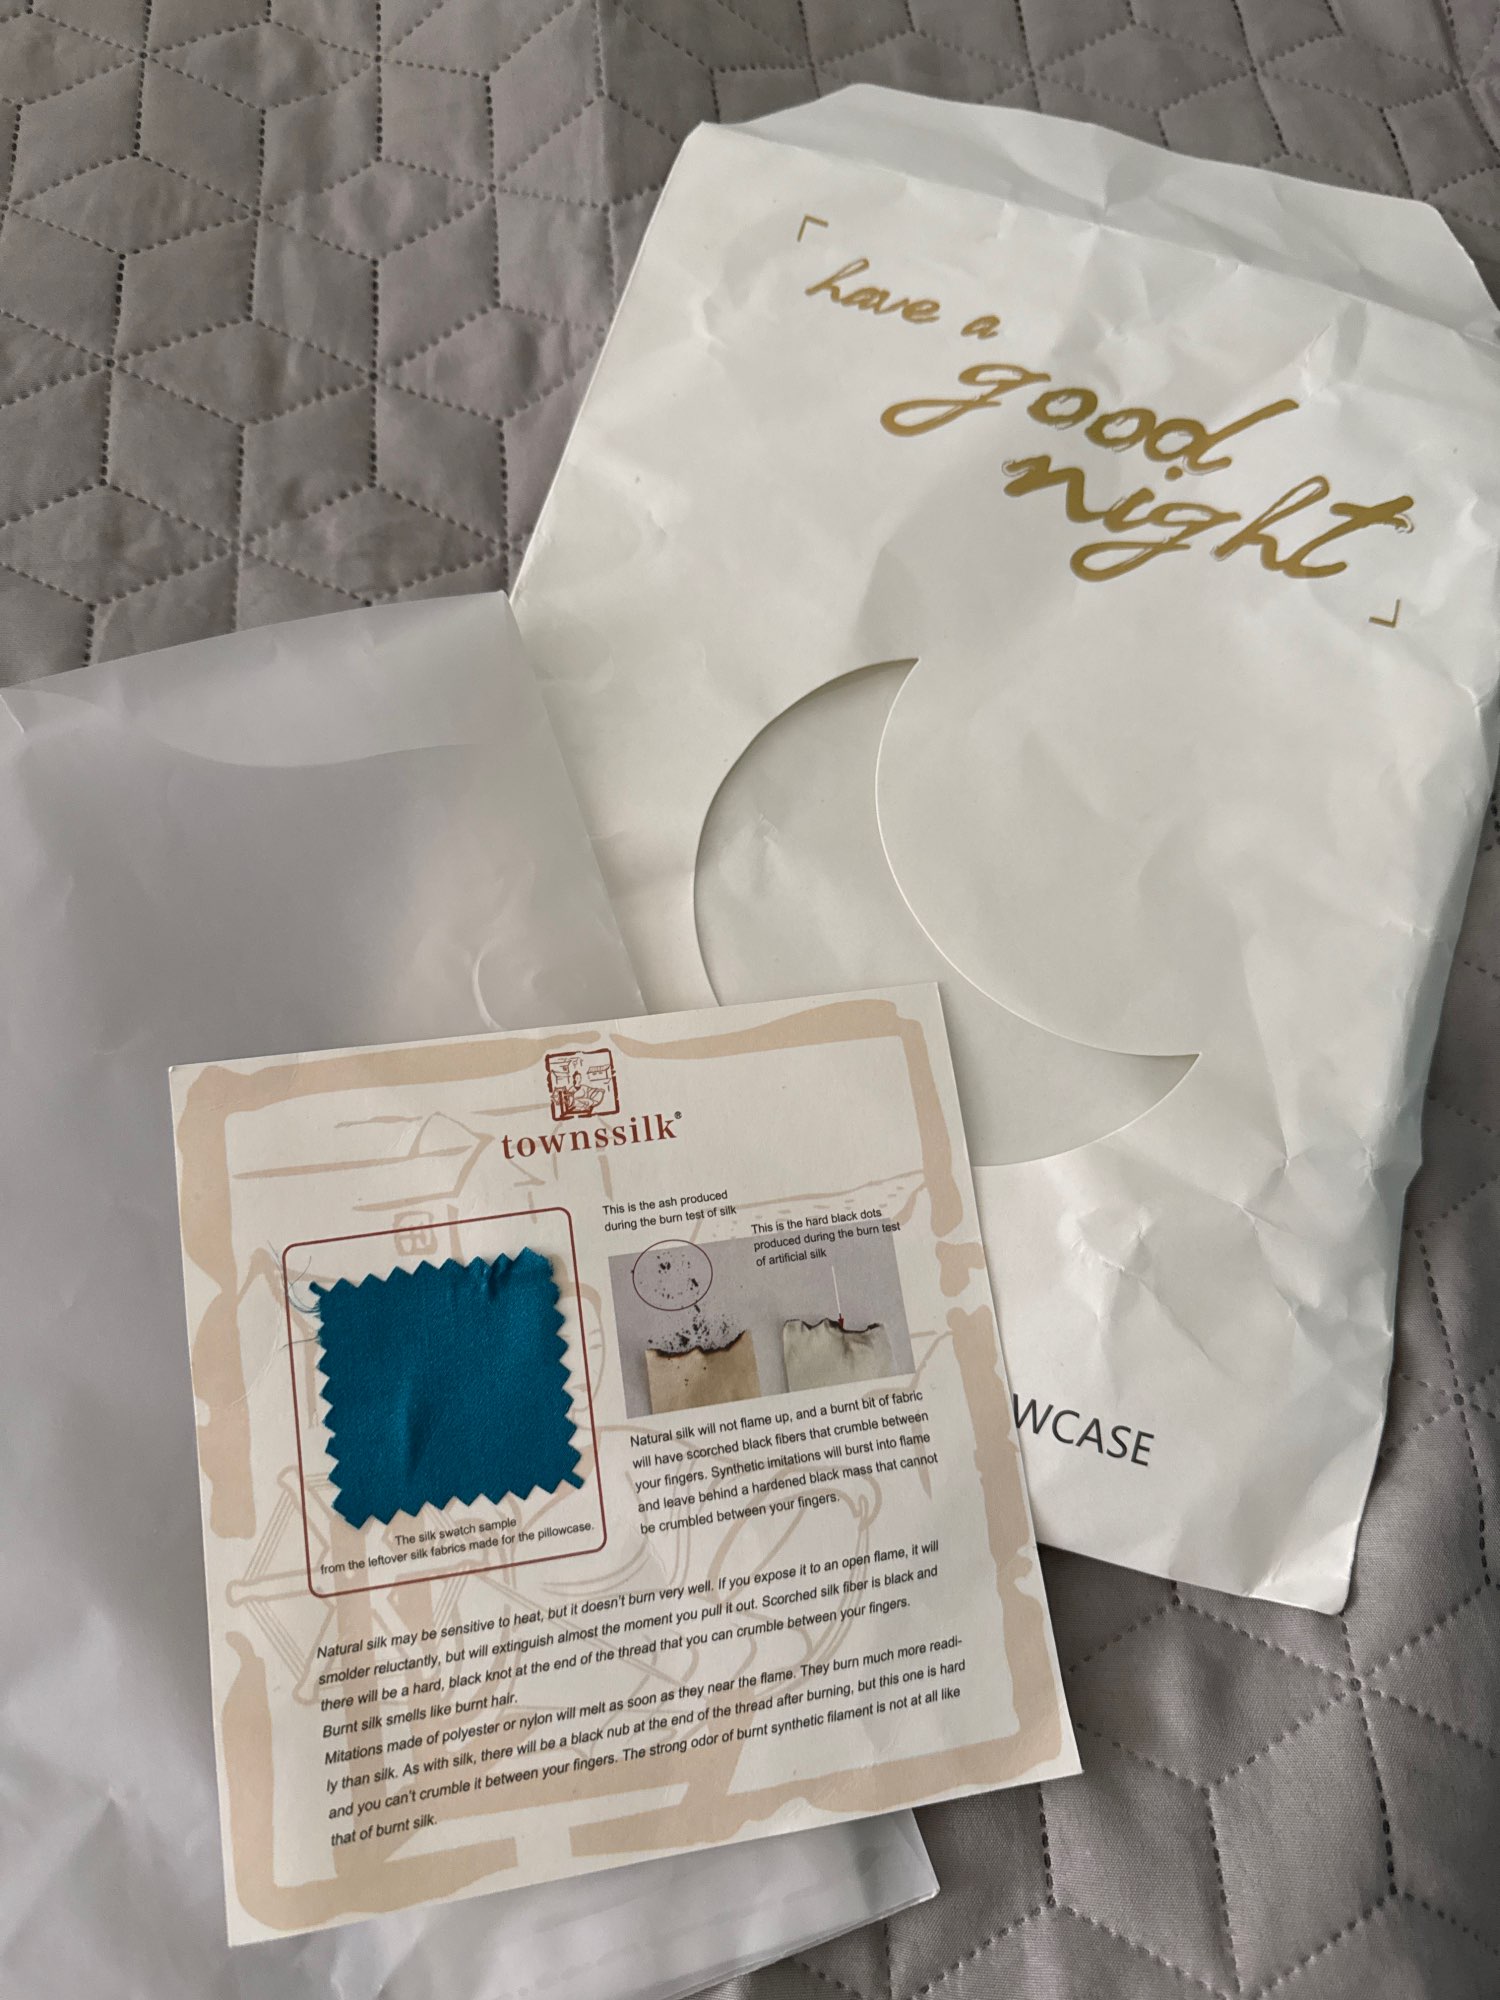 「
have a
good
night
」
WCASE
townssilk®
This is the ash produced
during the burn test of silk
This is the hard black dots
produced during the burn test
of artificial silk
The silk swatch sample
from the leftover silk fabrics made for the pillowcase.
Natural silk will not flame up, and a burnt bit of fabric
will have scorched black fibers that crumble between
your fingers. Synthetic imitations will burst into flame
and leave behind a hardened black mass that cannot
be crumbled between your fingers.
Natural silk may be sensitive to heat, but it doesn't burn very well. If you expose it to an open flame, it will
smolder reluctantly, but will extinguish almost the moment you pull it out. Scorched silk fiber is black and
there will be a hard, black knot at the end of the thread that you can crumble between your fingers.
Burnt silk smells like burnt hair.
Mitations made of polyester or nylon will melt as soon as they near the flame. They burn much more readi-
ly than silk. As with silk, there will be a black nub at the end of the thread after burning, but this one is hard
and you can't crumble it between your fingers. The strong odor of burnt synthetic filament is not at all like
that of burnt silk.